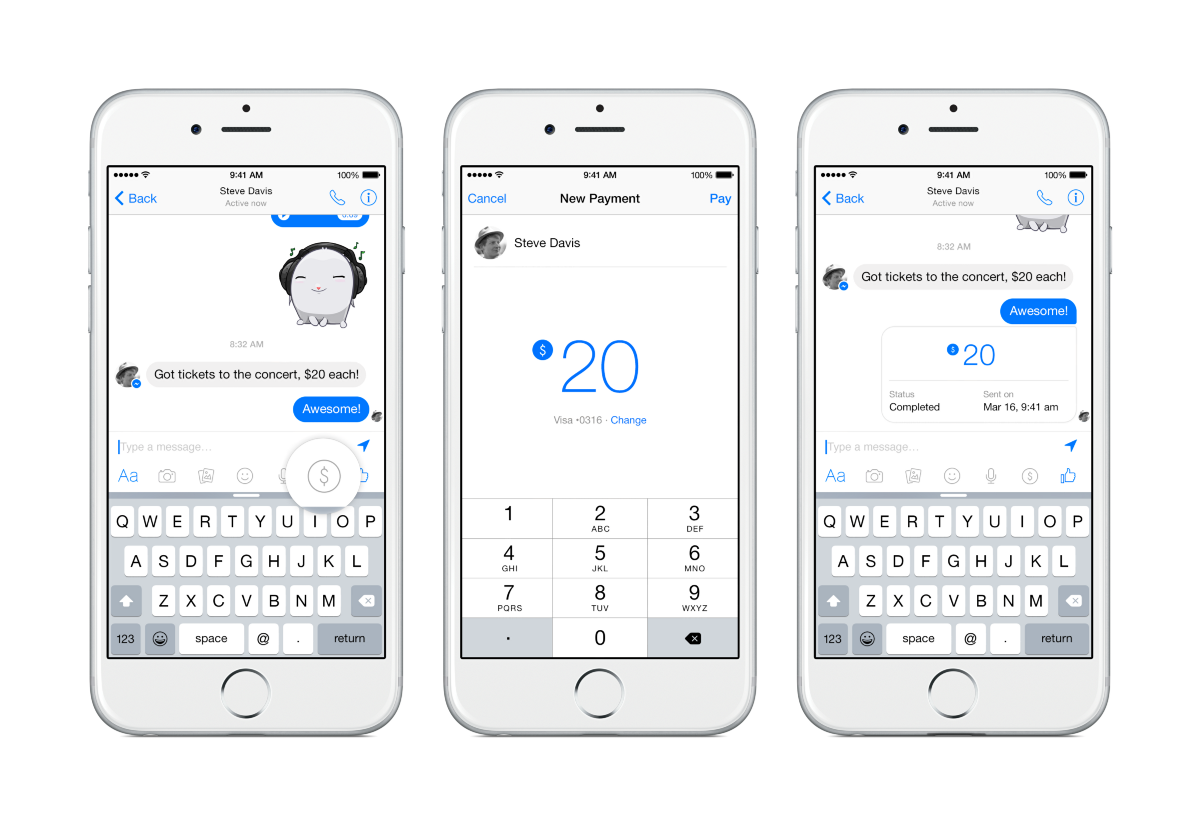 9:41 AM
100%
Back
Steve Davis
Active now
8:32 AM
Got tickets to the concert, $20 each!
Awesome!
Type a message...
Aa
$
Q W E R T Y U I O P
A S D F G H J K L
Z X C V B N M
123 space @ . return
9:41 AM
100%
Cancel
New Payment
Pay
Steve Davis
$ 20
Visa •0316 · Change
1
2 ABC
3 DEF
4 GHI
5 JKL
6 MNO
7 PQRS
8 TUV
9 WXYZ
.
0
9:41 AM
100%
Back
Steve Davis
Active now
8:32 AM
Got tickets to the concert, $20 each!
Awesome!
$ 20
Status
Completed
Sent on
Mar 16, 9:41 am
Type a message...
Aa
$
Q W E R T Y U I O P
A S D F G H J K L
Z X C V B N M
123 space @ . return